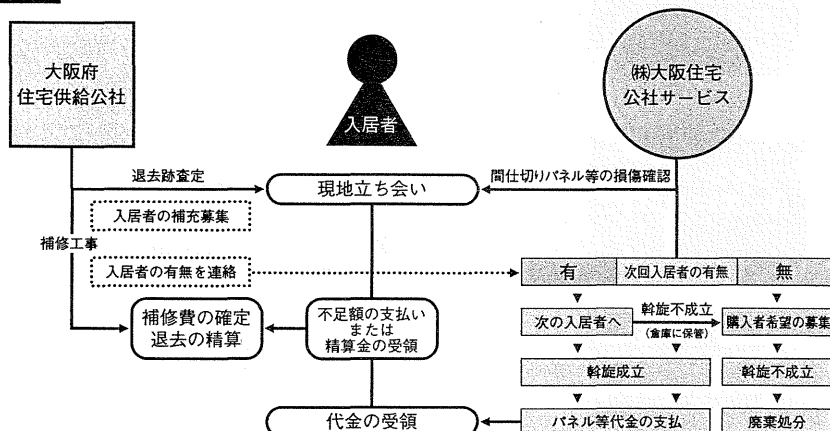 大阪府
住宅供給公社
入居者
㈱大阪住宅
公社サービス
退去跡査定
現地立ち会い
間仕切りパネル等の損傷確認
入居者の補充募集
補修工事
入居者の有無を連絡
有
次回入居者の有無
無
補修費の確定
退去の精算
不足額の支払い
または
精算金の受領
次の入居者へ
斡旋不成立
(倉庫に保管)
購入者希望の募集
斡旋成立
斡旋不成立
代金の受領
パネル等代金の支払
廃棄処分